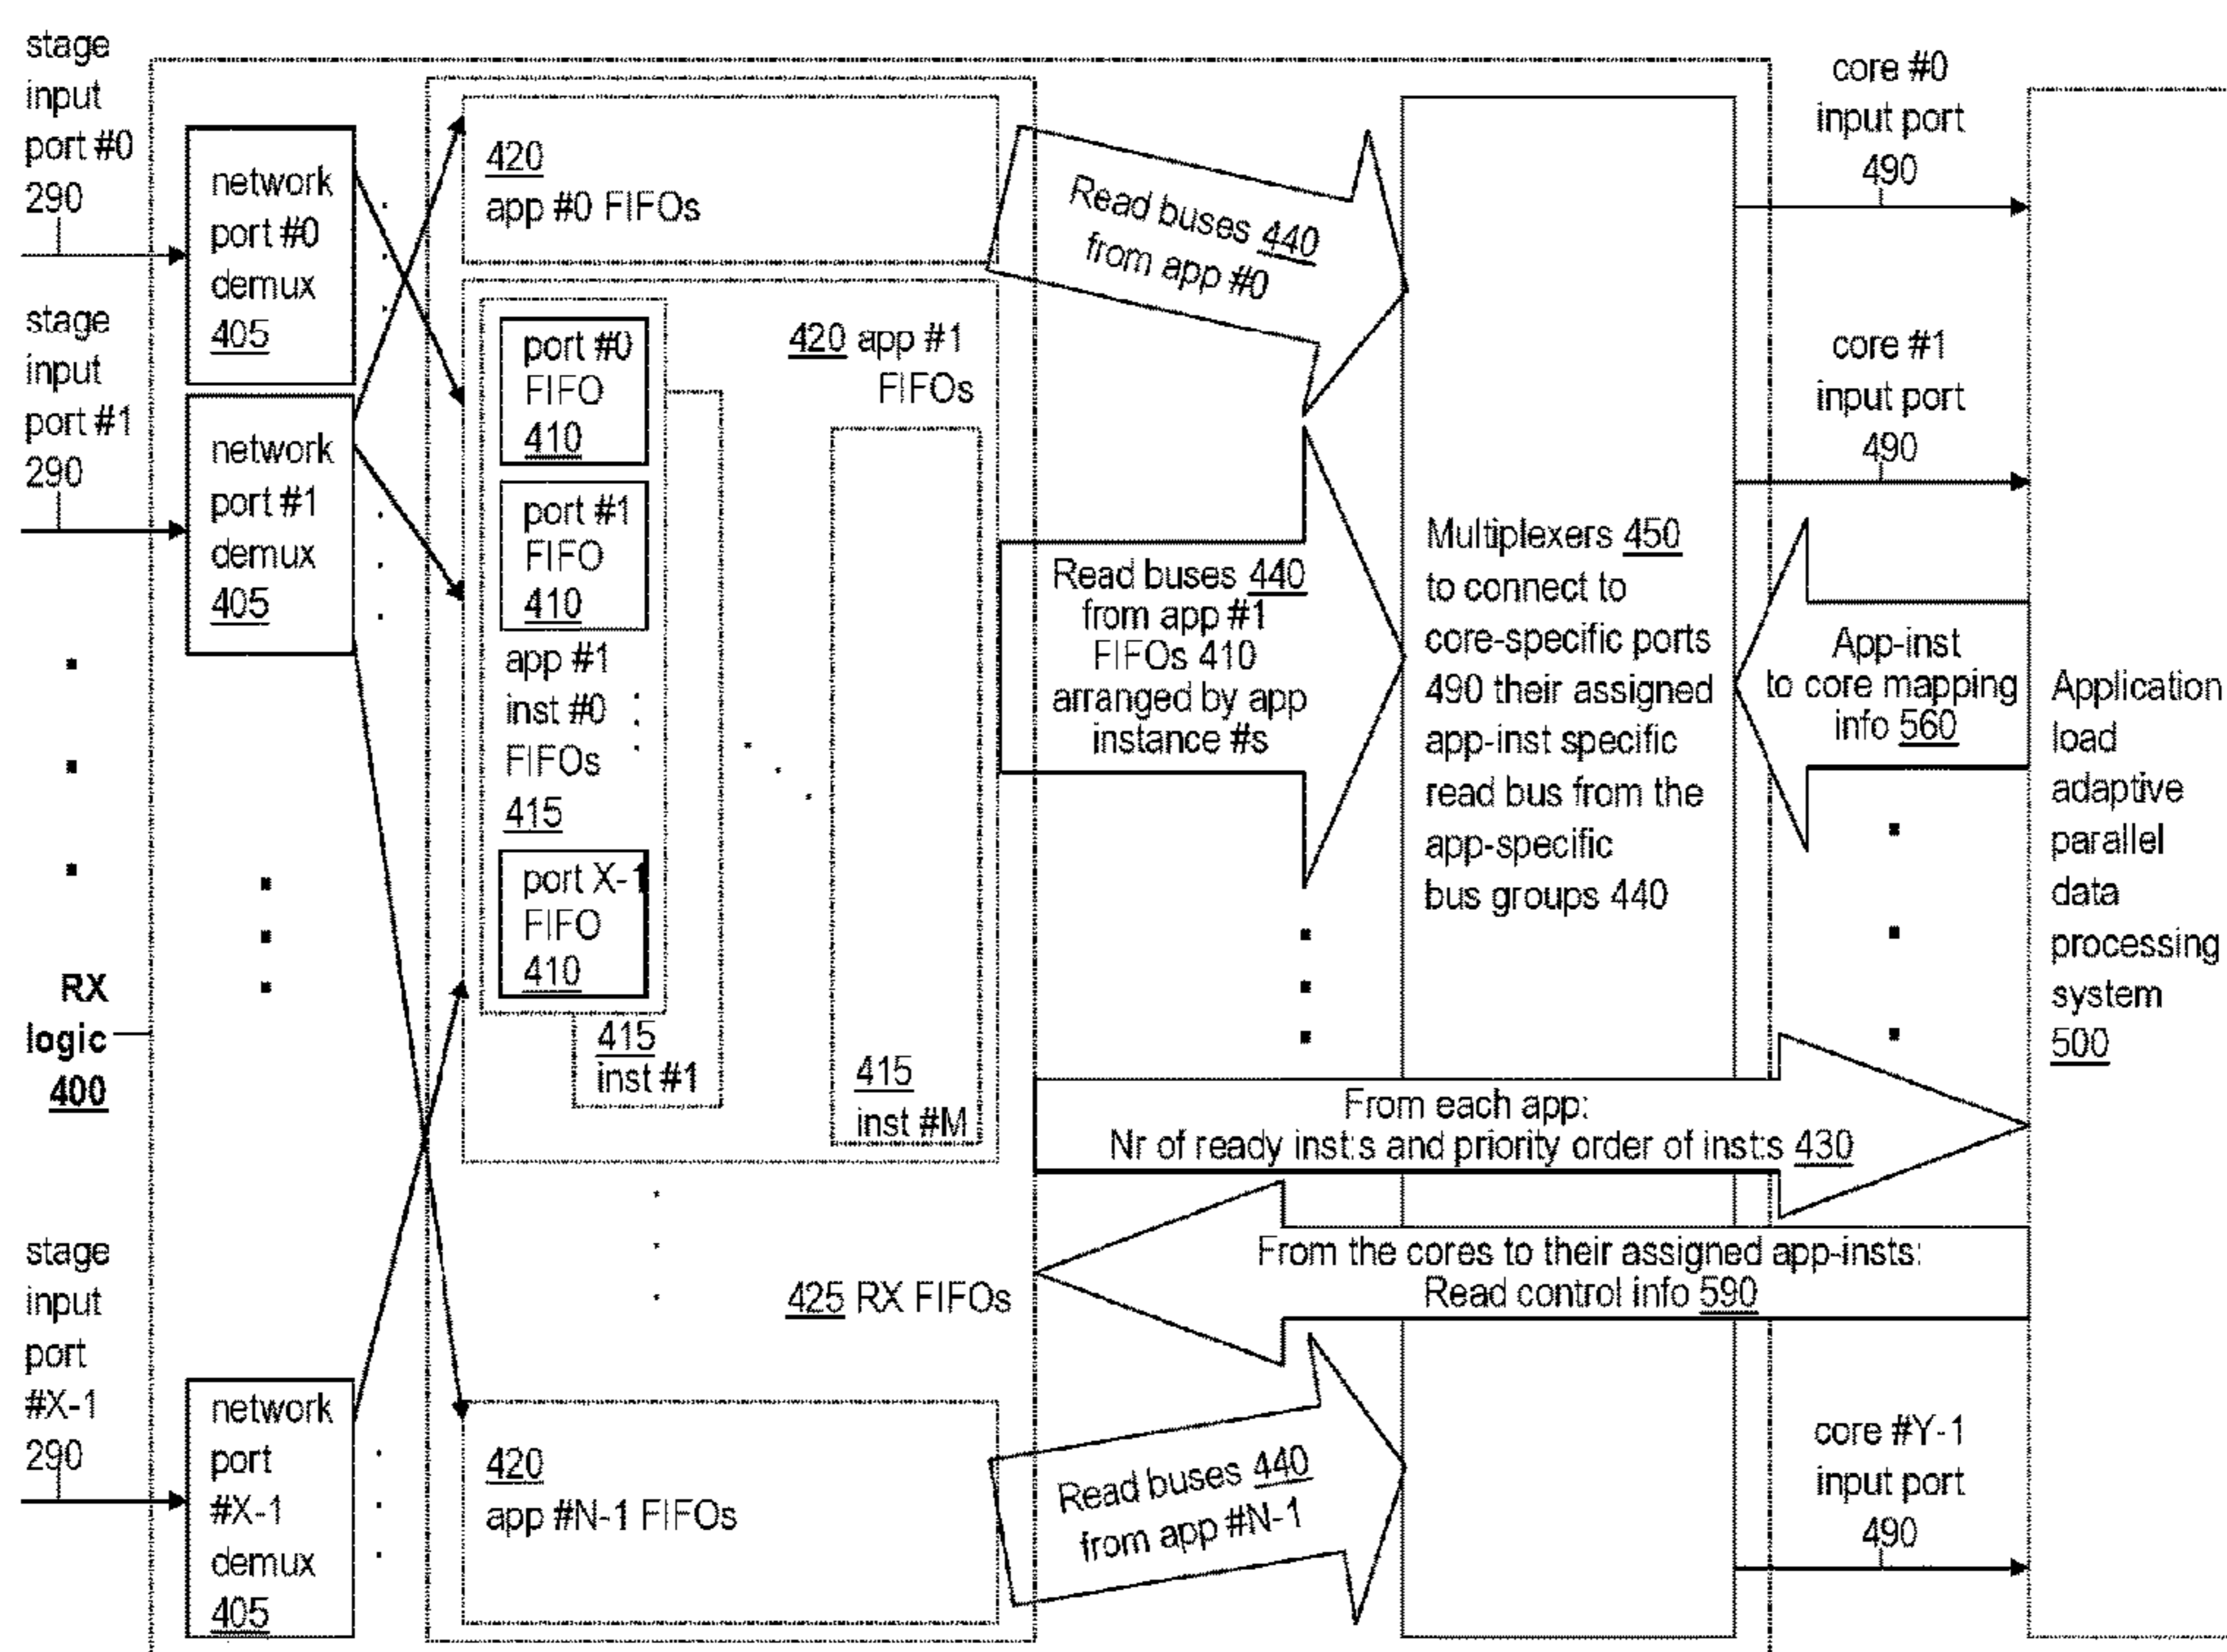 stage
input
port #0
290
stage
input
port #1
290
RX
logic
400
stage
input
port
#X-1
290
network
port #0
demux
405
network
port #1
demux
405
network
port
#X-1
demux
405
420
app #0 FIFOs
port #0
FIFO
410
port #1
FIFO
410
app #1
inst #0
FIFOs
415
port X-1
FIFO
410
415
inst #1
420 app #1
FIFOs
415
inst #M
425 RX FIFOs
420
app #N-1 FIFOs
Read buses 440
from app #0
Read buses 440
from app #1
FIFOs 410
arranged by app
instance #s
Read buses 440
from app #N-1
Multiplexers 450
to connect to
core-specific ports
490 their assigned
app-inst specific
read bus from the
app-specific
bus groups 440
From each app:
Nr of ready inst:s and priority order of inst:s 430
From the cores to their assigned app-insts:
Read control info 590
core #0
input port
490
core #1
input port
490
App-inst
to core mapping
info 560
core #Y-1
input port
490
Application
load
adaptive
parallel
data
processing
system
500